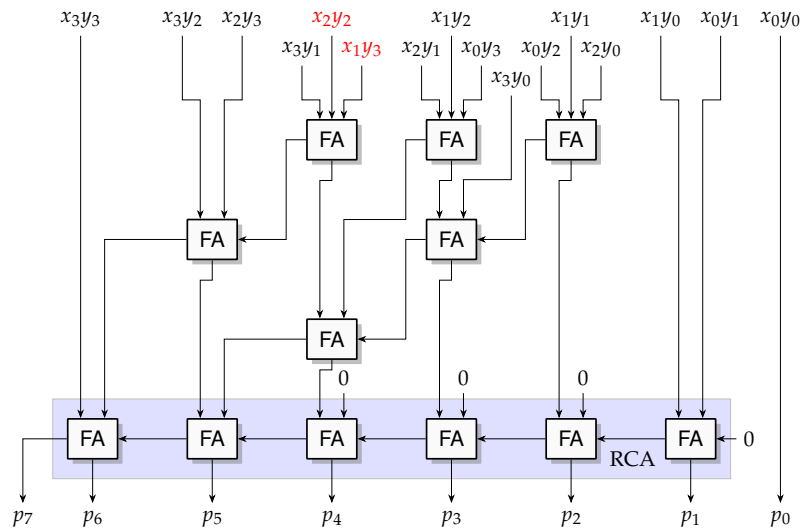 x₃y₃ x₃y₂ x₂y₃ x₂y₂ x₁y₂ x₁y₁ x₁y₀ x₀y₁ x₀y₀
x₃y₁ x₁y₃ x₂y₁ x₀y₃ x₀y₂ x₂y₀
x₃y₀
FA FA FA
FA FA
FA
0 0 0
FA FA FA FA FA FA 0
RCA
p₇ p₆ p₅ p₄ p₃ p₂ p₁ p₀